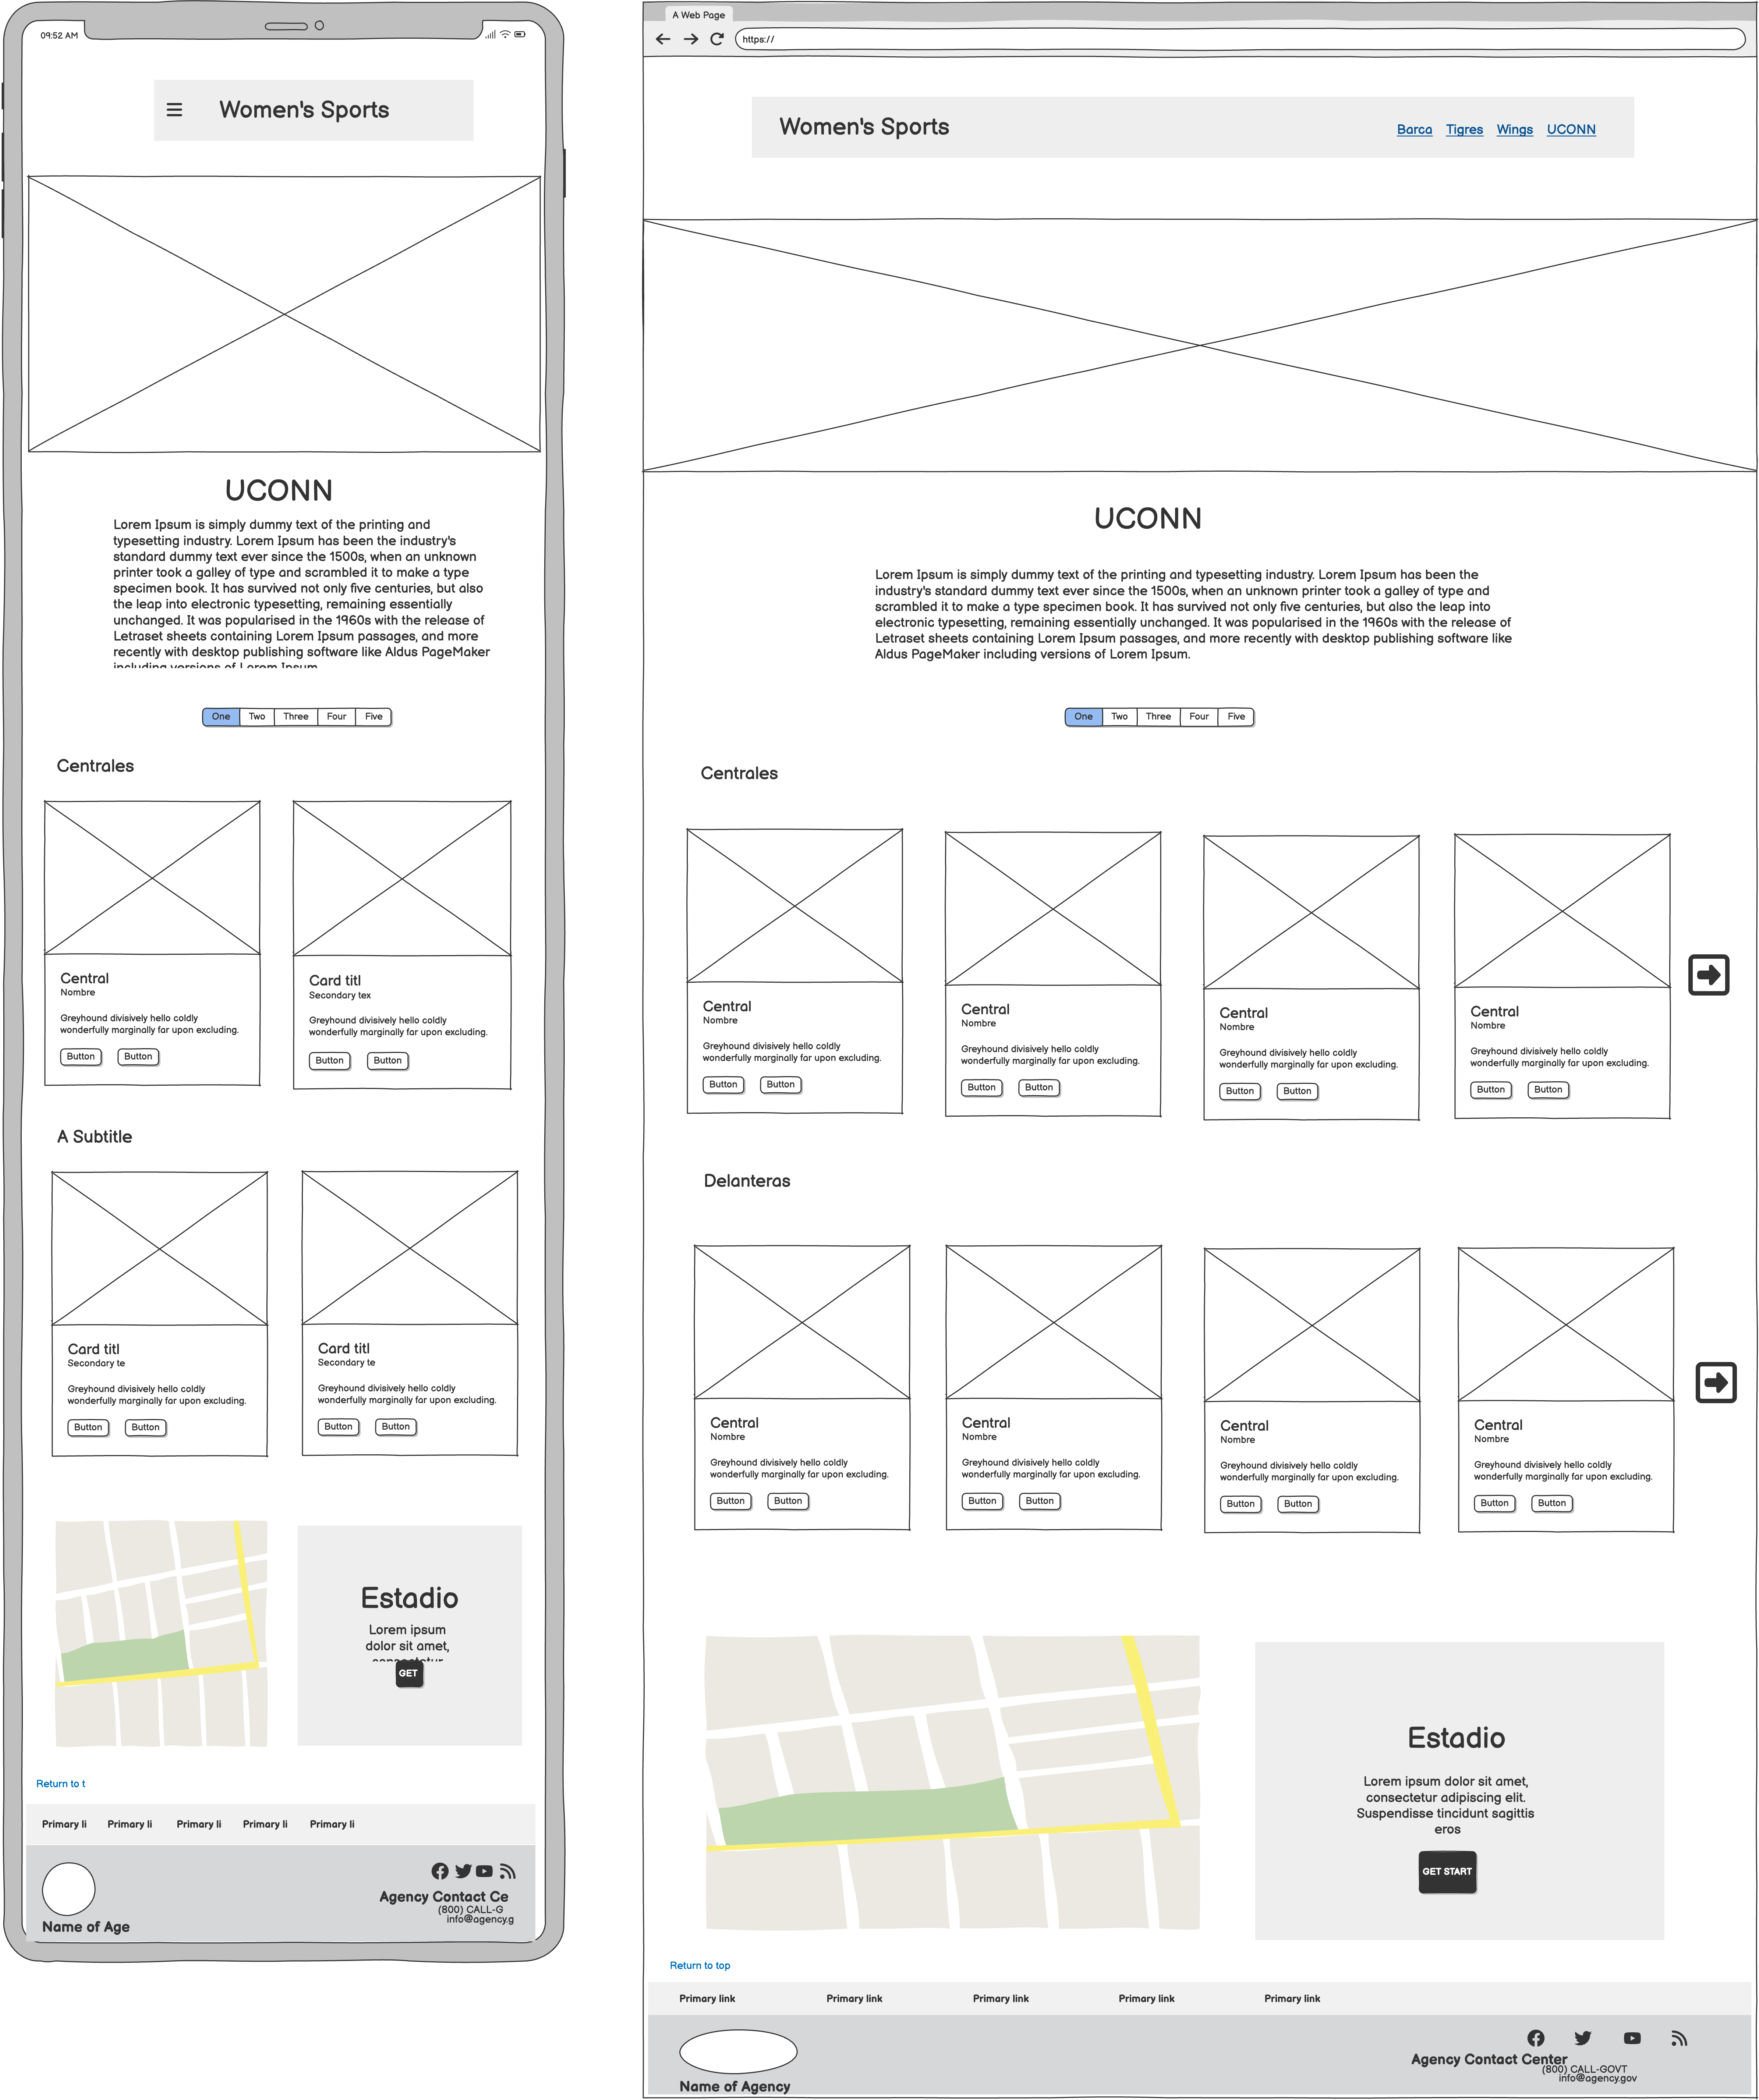 09:52 AM
Women's Sports
UCONN
Lorem Ipsum is simply dummy text of the printing and
typesetting industry. Lorem Ipsum has been the industry's
standard dummy text ever since the 1500s, when an unknown
printer took a galley of type and scrambled it to make a type
specimen book. It has survived not only five centuries, but also
the leap into electronic typesetting, remaining essentially
unchanged. It was popularised in the 1960s with the release of
Letraset sheets containing Lorem Ipsum passages, and more
recently with desktop publishing software like Aldus PageMaker
including versions of Lorem Ipsum
One Two Three Four Five
Centrales
Central
Nombre
Greyhound divisively hello coldly
wonderfully marginally far upon excluding.
Button Button
Card titl
Secondary tex
Greyhound divisively hello coldly
wonderfully marginally far upon excluding.
Button Button
A Subtitle
Card titl
Secondary te
Greyhound divisively hello coldly
wonderfully marginally far upon excluding.
Button Button
Card titl
Secondary te
Greyhound divisively hello coldly
wonderfully marginally far upon excluding.
Button Button
Estadio
Lorem ipsum
dolor sit amet,
consectetur
GET
Return to t
Primary li Primary li Primary li Primary li Primary li
Name of Age
Agency Contact Ce
(800) CALL-G
info@agency.g
A Web Page
https://
Women's Sports
Barca Tigres Wings UCONN
UCONN
Lorem Ipsum is simply dummy text of the printing and typesetting industry. Lorem Ipsum has been the
industry's standard dummy text ever since the 1500s, when an unknown printer took a galley of type and
scrambled it to make a type specimen book. It has survived not only five centuries, but also the leap into
electronic typesetting, remaining essentially unchanged. It was popularised in the 1960s with the release of
Letraset sheets containing Lorem Ipsum passages, and more recently with desktop publishing software like
Aldus PageMaker including versions of Lorem Ipsum.
One Two Three Four Five
Centrales
Central
Nombre
Greyhound divisively hello coldly
wonderfully marginally far upon excluding.
Button Button
Central
Nombre
Greyhound divisively hello coldly
wonderfully marginally far upon excluding.
Button Button
Central
Nombre
Greyhound divisively hello coldly
wonderfully marginally far upon excluding.
Button Button
Central
Nombre
Greyhound divisively hello coldly
wonderfully marginally far upon excluding.
Button Button
Delanteras
Central
Nombre
Greyhound divisively hello coldly
wonderfully marginally far upon excluding.
Button Button
Central
Nombre
Greyhound divisively hello coldly
wonderfully marginally far upon excluding.
Button Button
Central
Nombre
Greyhound divisively hello coldly
wonderfully marginally far upon excluding.
Button Button
Central
Nombre
Greyhound divisively hello coldly
wonderfully marginally far upon excluding.
Button Button
Estadio
Lorem ipsum dolor sit amet,
consectetur adipiscing elit.
Suspendisse tincidunt sagittis
eros
GET START
Return to top
Primary link Primary link Primary link Primary link Primary link
Name of Agency
Agency Contact Center
(800) CALL-GOVT
info@agency.gov